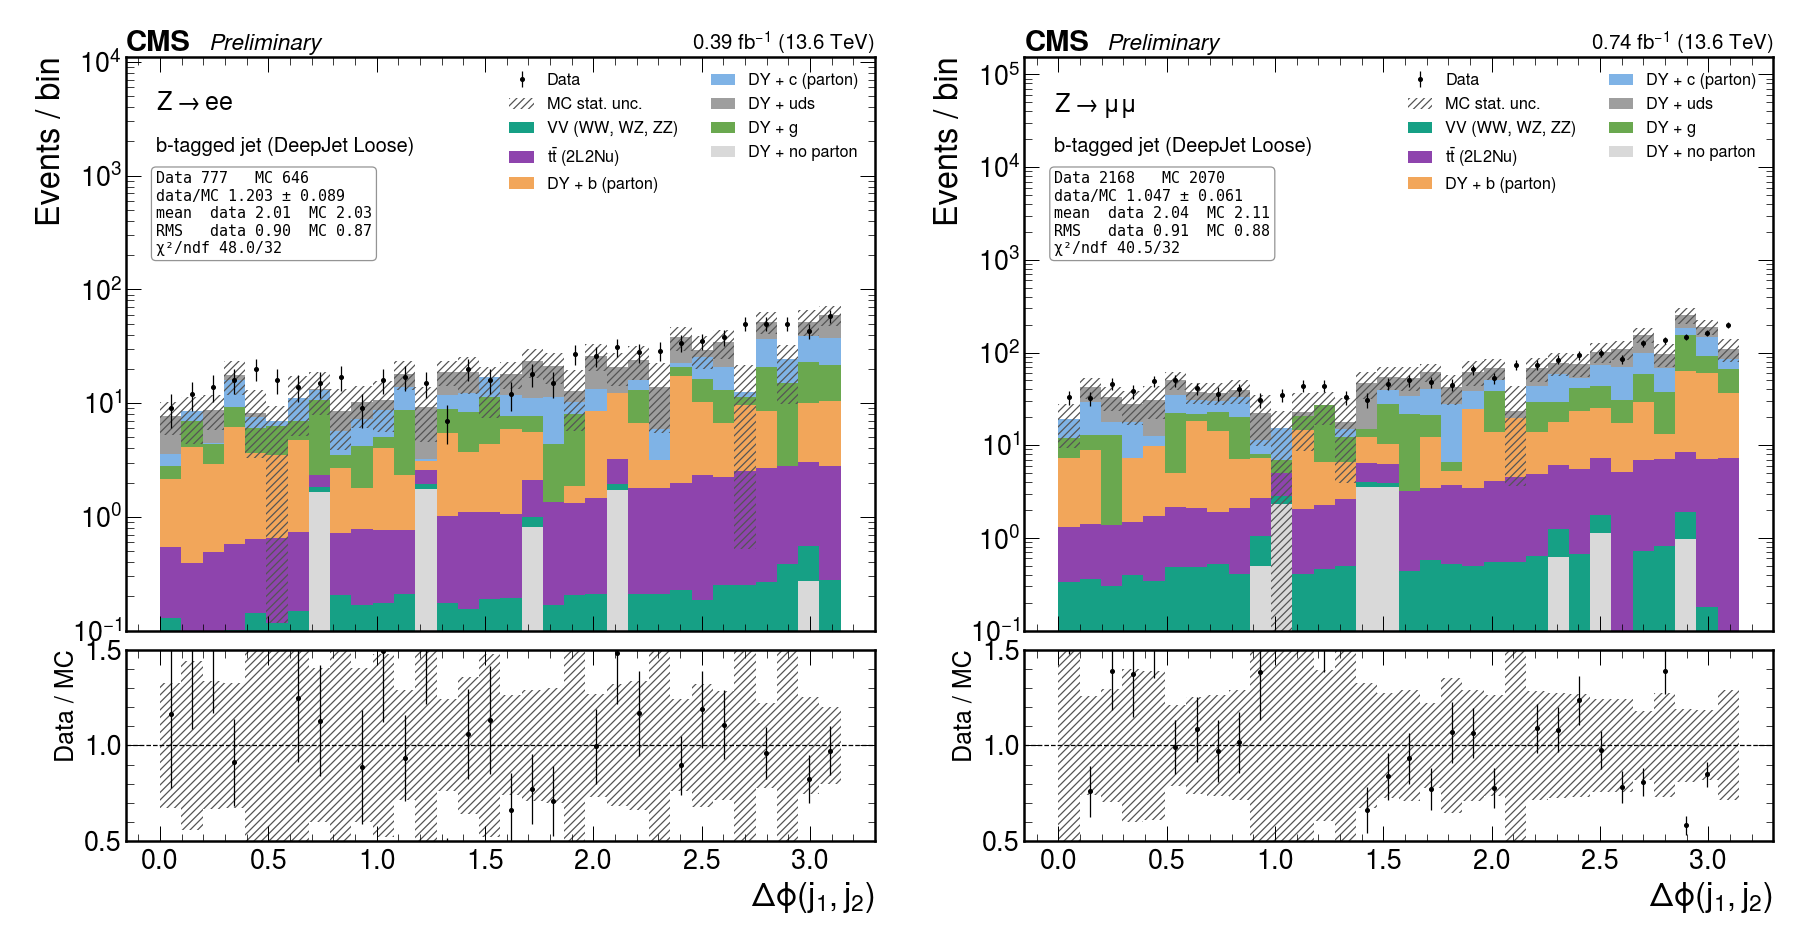 CMS Preliminary 0.39 fb⁻¹ (13.6 TeV)
Events / bin
10⁴
10³
10²
10¹
10⁰
10⁻¹
Z → ee
b-tagged jet (DeepJet Loose)
Data 777 MC 646
data/MC 1.203 ± 0.089
mean data 2.01 MC 2.03
RMS data 0.90 MC 0.87
χ²/ndf 48.0/32
Data
MC stat. unc.
VV (WW, WZ, ZZ)
tt̄ (2L2Nu)
DY + b (parton)
DY + c (parton)
DY + uds
DY + g
DY + no parton
Data / MC
1.5
1.0
0.5
0.0 0.5 1.0 1.5 2.0 2.5 3.0
Δϕ(j₁, j₂)
CMS Preliminary 0.74 fb⁻¹ (13.6 TeV)
Events / bin
10⁵
10⁴
10³
10²
10¹
10⁰
10⁻¹
Z → μμ
b-tagged jet (DeepJet Loose)
Data 2168 MC 2070
data/MC 1.047 ± 0.061
mean data 2.04 MC 2.11
RMS data 0.91 MC 0.88
χ²/ndf 40.5/32
Data
MC stat. unc.
VV (WW, WZ, ZZ)
tt̄ (2L2Nu)
DY + b (parton)
DY + c (parton)
DY + uds
DY + g
DY + no parton
Data / MC
1.5
1.0
0.5
0.0 0.5 1.0 1.5 2.0 2.5 3.0
Δϕ(j₁, j₂)